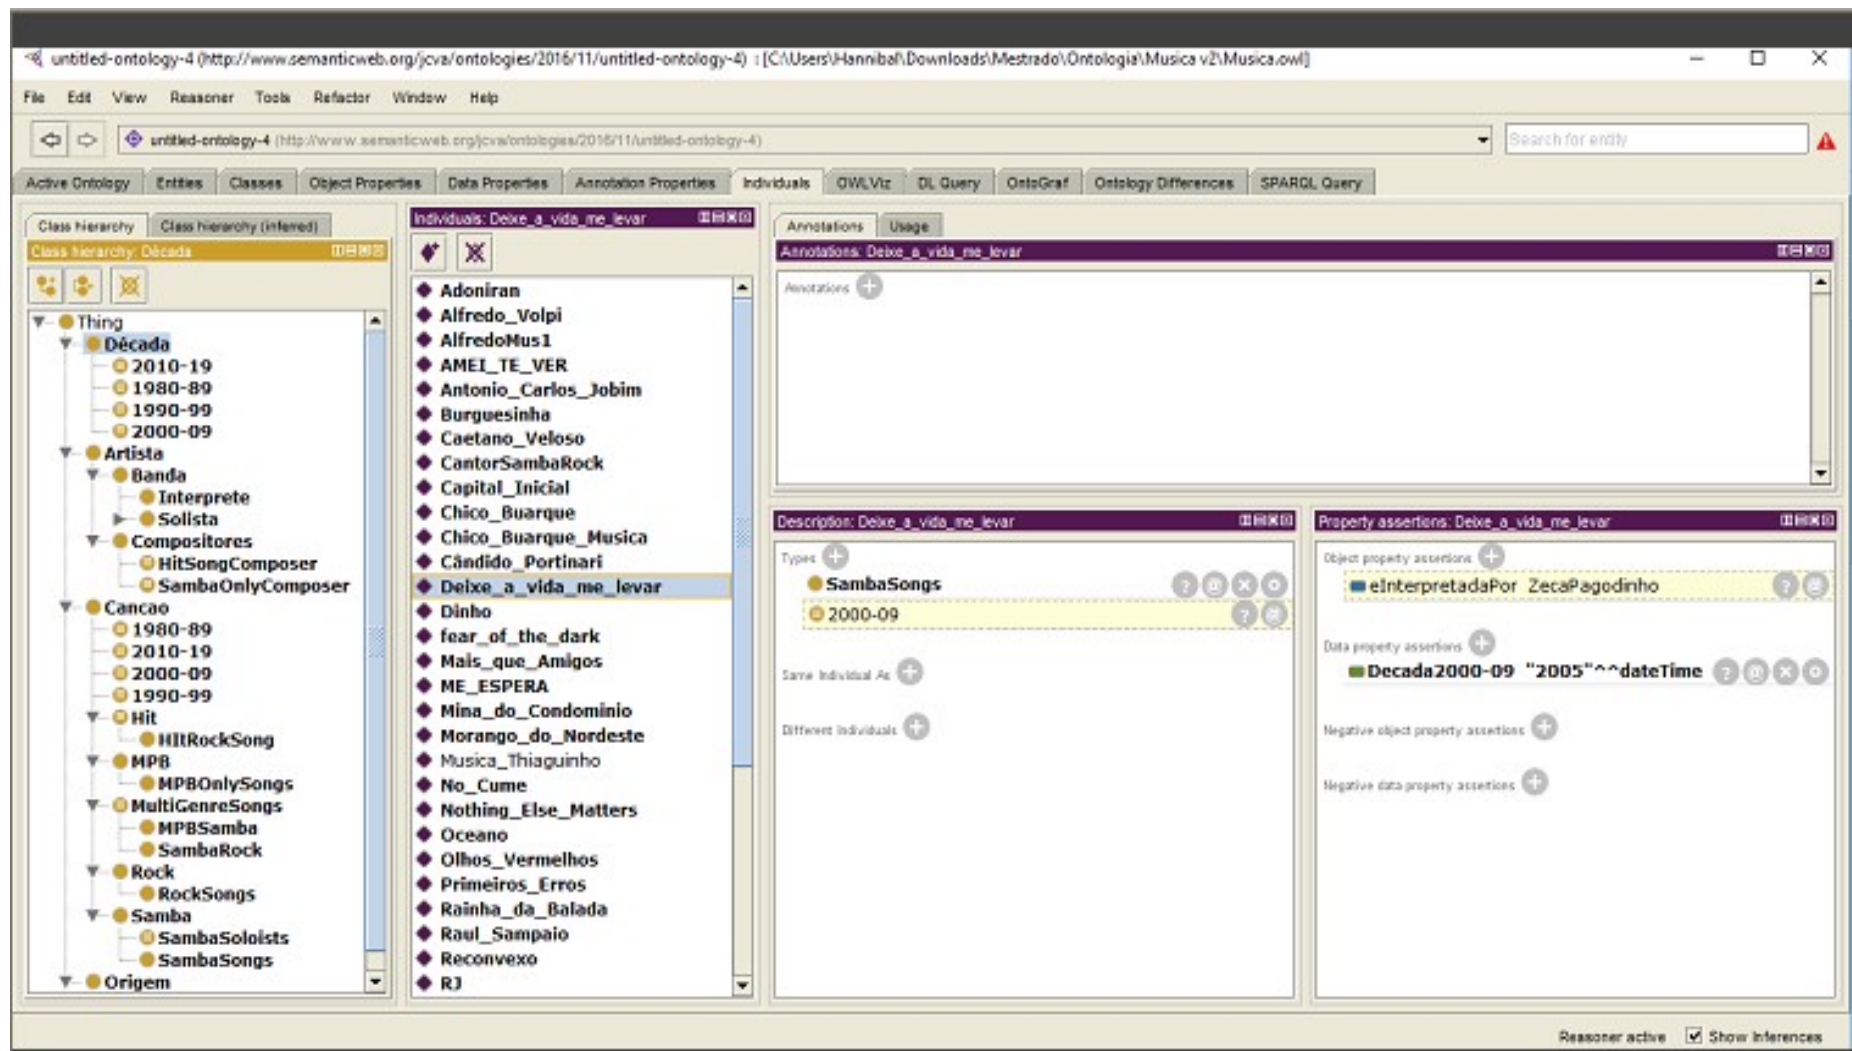 untitled-ontology-4 (http://www.semanticweb.org/jcva/ontologies/2016/11/untitled-ontology-4) : [C:\Users\Hannibal\Downloads\Mestrado\Ontologia\Musica v2\Musica.owl]
File Edit View Reasoner Tools Refactor Window Help
untitled-ontology-4 (http://www.semanticweb.org/jcva/ontologies/2016/11/untitled-ontology-4)
Search for entity
Active Ontology Entities Classes Object Properties Data Properties Annotation Properties Individuals OWLViz DL Query OntoGraf Ontology Differences SPARQL Query
Class hierarchy Class hierarchy (inferred)
Class hierarchy: Década
Thing
Década
2010-19
1980-89
1990-99
2000-09
Artista
Banda
Interprete
Solista
Compositores
HitSongComposer
SambaOnlyComposer
Cancao
1980-89
2010-19
2000-09
1990-99
Hit
HItRockSong
MPB
MPBOnlySongs
MultiGenreSongs
MPBSamba
SambaRock
Rock
RockSongs
Samba
SambaSoloists
SambaSongs
Origem
Individuals: Deixe_a_vida_me_levar
Adoniran
Alfredo_Volpi
AlfredoMus1
AMEI_TE_VER
Antonio_Carlos_Jobim
Burguesinha
Caetano_Veloso
CantorSambaRock
Capital_Inicial
Chico_Buarque
Chico_Buarque_Musica
Cândido_Portinari
Deixe_a_vida_me_levar
Dinho
fear_of_the_dark
Mais_que_Amigos
ME_ESPERA
Mina_do_Condominio
Morango_do_Nordeste
Musica_Thiaguinho
No_Cume
Nothing_Else_Matters
Oceano
Olhos_Vermelhos
Primeiros_Erros
Rainha_da_Balada
Raul_Sampaio
Reconvexo
RJ
Annotations Usage
Annotations: Deixe_a_vida_me_levar
Annotations
Description: Deixe_a_vida_me_levar
Types
SambaSongs
2000-09
Same Individual As
Different Individuals
Property assertions: Deixe_a_vida_me_levar
Object property assertions
eInterpretadaPor ZecaPagodinho
Data property assertions
Decada2000-09 "2005"^^dateTime
Negative object property assertions
Negative data property assertions
Reasoner active Show Inferences